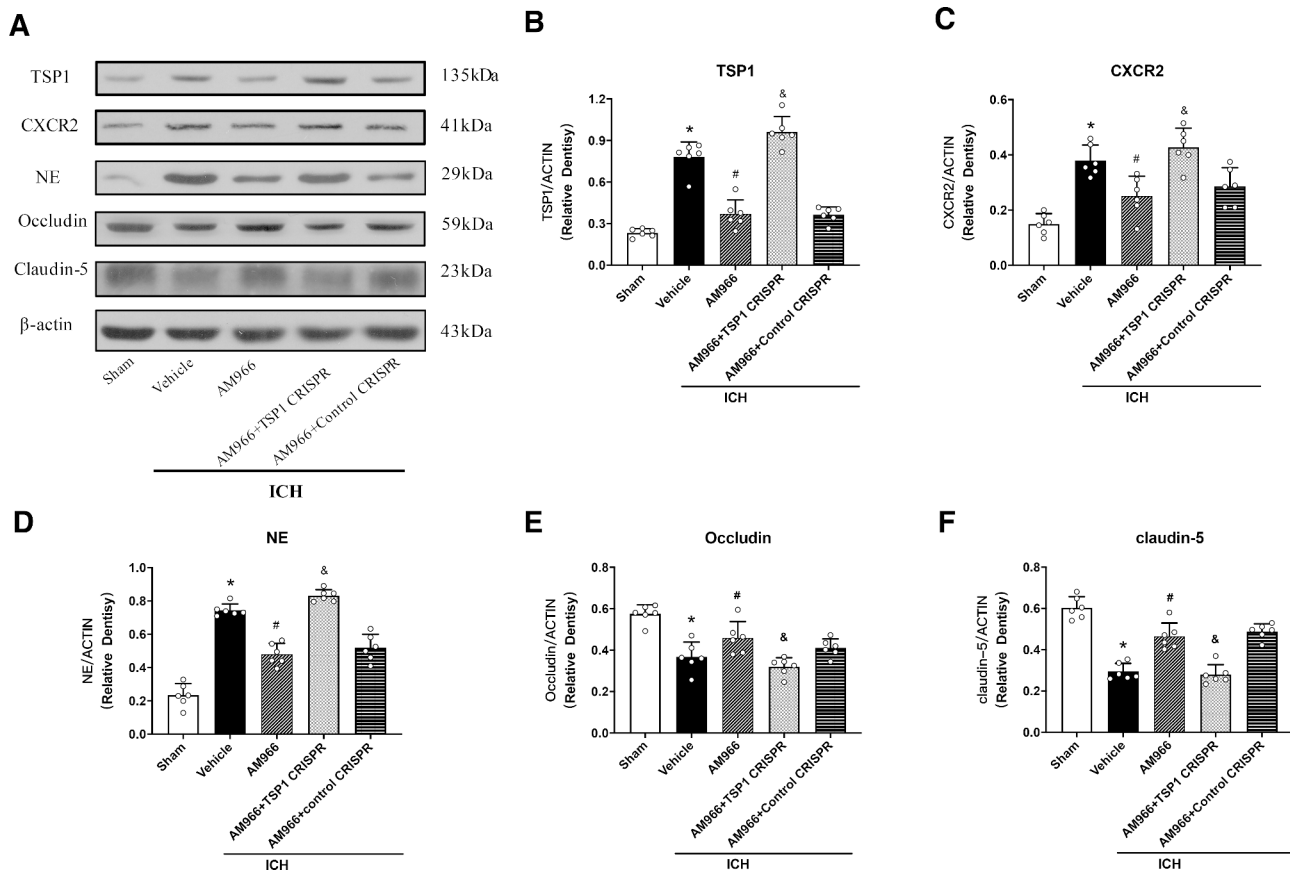 A
TSP1 135kDa
CXCR2 41kDa
NE 29kDa
Occludin 59kDa
Claudin-5 23kDa
β-actin 43kDa
Sham
Vehicle
AM966
AM966+TSP1 CRISPR
AM966+Control CRISPR
ICH
B
TSP1
TSP1/ACTIN
(Relative Dentisy)
1.2
0.9
0.6
0.3
0.0
*
#
&
Sham
Vehicle
AM966
AM966+TSP1 CRISPR
AM966+Control CRISPR
ICH
C
CXCR2
CXCR2/ACTIN
(Relative Dentisy)
0.6
0.4
0.2
0.0
*
#
&
Sham
Vehicle
AM966
AM966+TSP1 CRISPR
AM966+Control CRISPR
ICH
D
NE
NE/ACTIN
(Relative Dentisy)
1.0
0.8
0.6
0.4
0.2
0.0
*
#
&
Sham
Vehicle
AM966
AM966+TSP1 CRISPR
AM966+control CRISPR
ICH
E
Occludin
Occludin/ACTIN
(Relative Dentisy)
0.8
0.6
0.4
0.2
0.0
*
#
&
Sham
Vehicle
AM966
AM966+TSP1 CRISPR
AM966+Control CRISPR
ICH
F
claudin-5
claudin-5/ACTIN
(Relative Dentisy)
0.8
0.6
0.4
0.2
0.0
*
#
&
Sham
Vehicle
AM966
AM966+TSP1 CRISPR
AM966+Control CRISPR
ICH